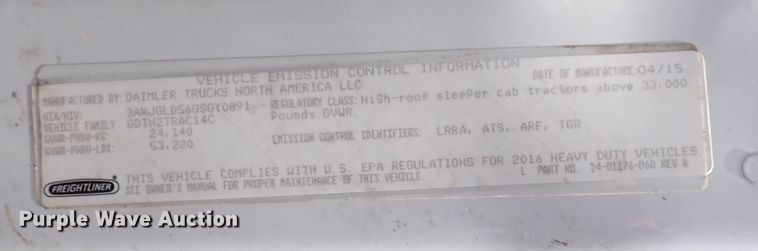 VEHICLE EMISSION CONTROL INFORMATION
MANUFACTURED BY: DAIMLER TRUCKS NORTH AMERICA LLC DATE OF MANUFACTURE: 04/15
VIN/NIV: 3AKJGLDS6GSGY0891 REGULATORY CLASS: High-roof sleeper cab tractors above 33,000
VEHICLE FAMILY GDTH2TRAC14C Pounds GVWR.
GVWR-PNBV-KG: 24,140 EMISSION CONTROL IDENTIFIERS: LRRA, ATS, ARF, TGR
GVWR-PNBV-LBS: 53,220
THIS VEHICLE COMPLIES WITH U.S. EPA REGULATIONS FOR 2016 HEAVY DUTY VEHICLES
FREIGHTLINER SEE OWNER'S MANUAL FOR PROPER MAINTENANCE OF THIS VEHICLE. L PART NO. 24-01176-060 REV A
Purple Wave Auction